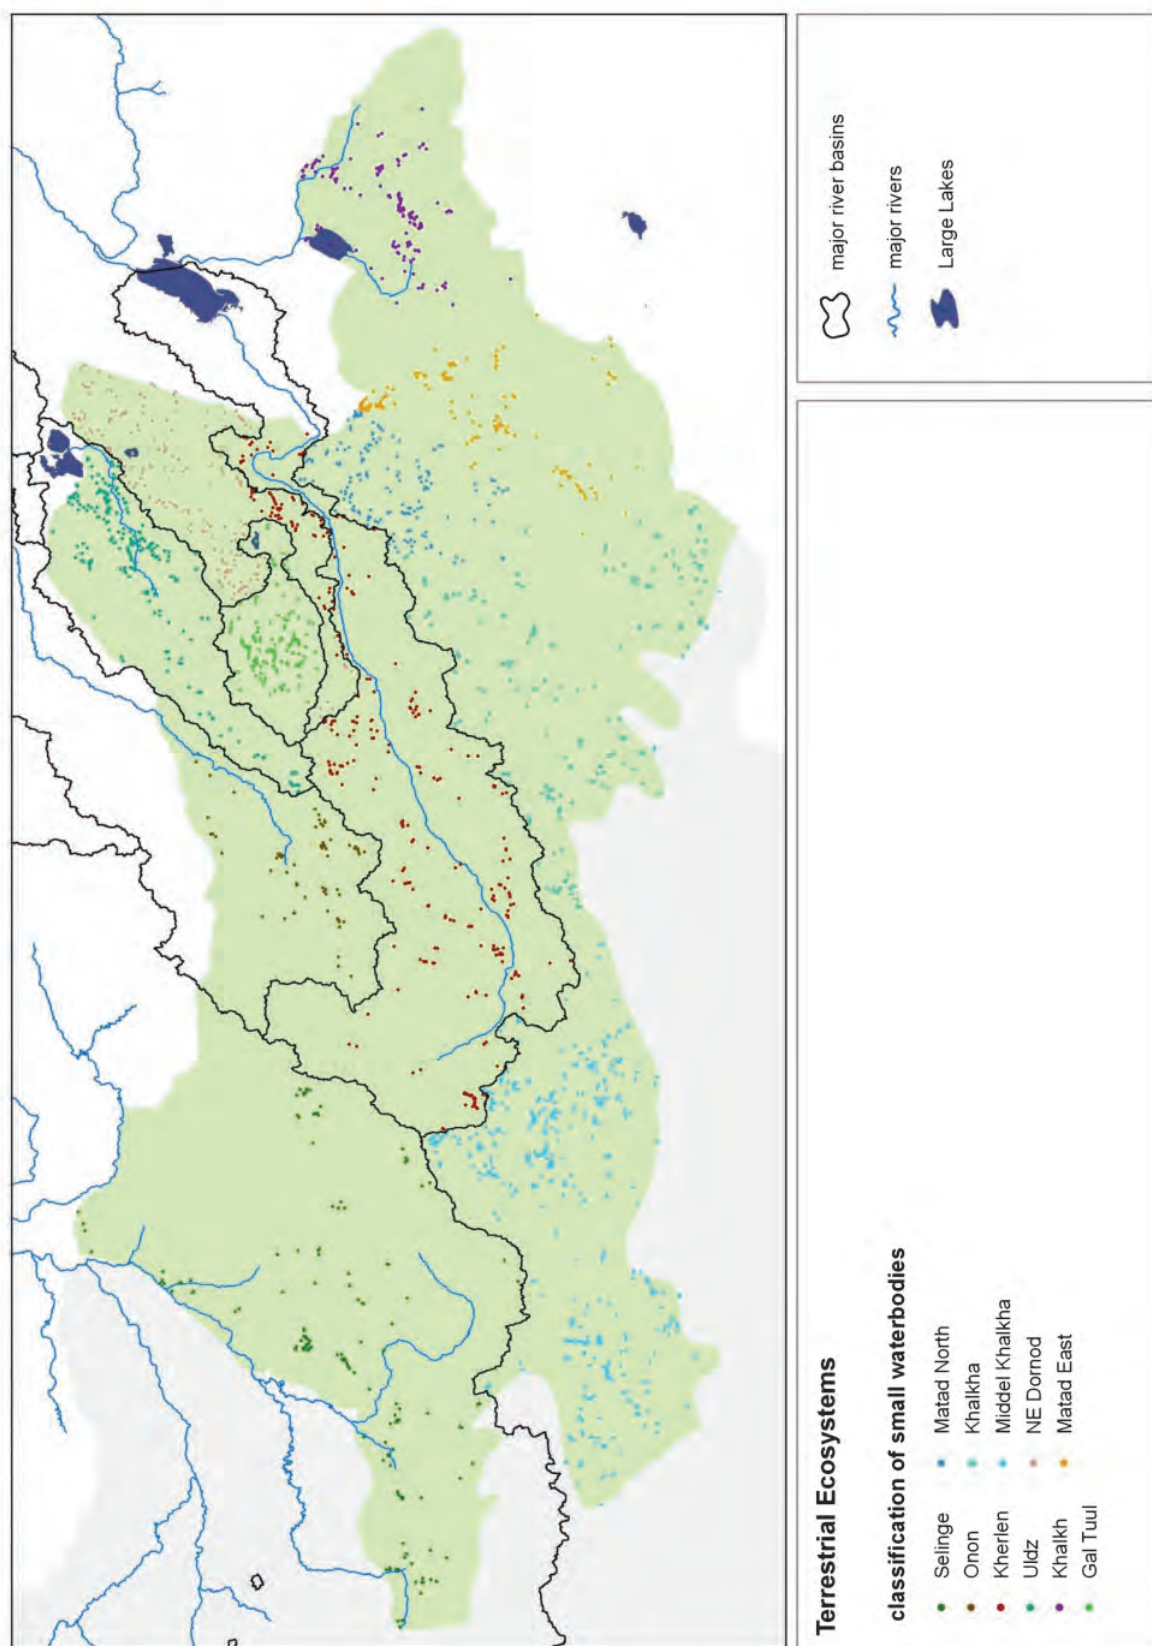 Terrestrial Ecosystems
classification of small waterbodies
Selinge
Onon
Kherlen
Uldz
Khalkh
Gal Tuul
Matad North
Khalkha
Middel Khalkha
NE Dornod
Matad East
major river basins
major rivers
Large Lakes